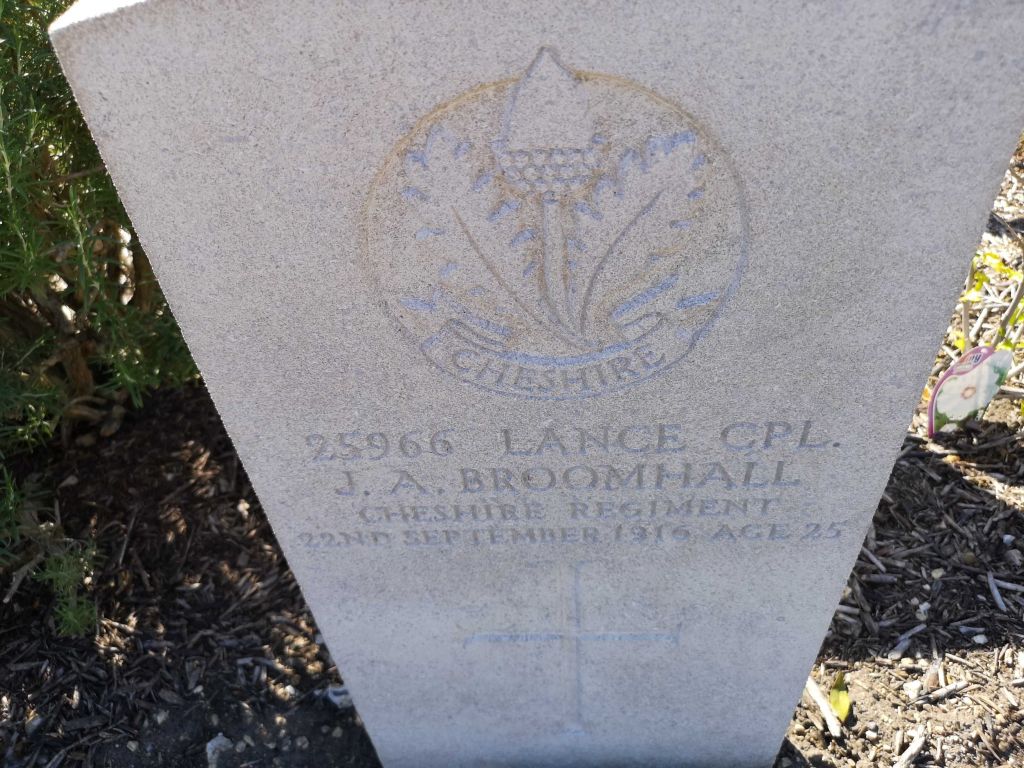 CHESHIRE
25966 LANCE CPL.
J. A. BROOMHALL
CHESHIRE REGIMENT
22ND SEPTEMBER 1916 AGE 25